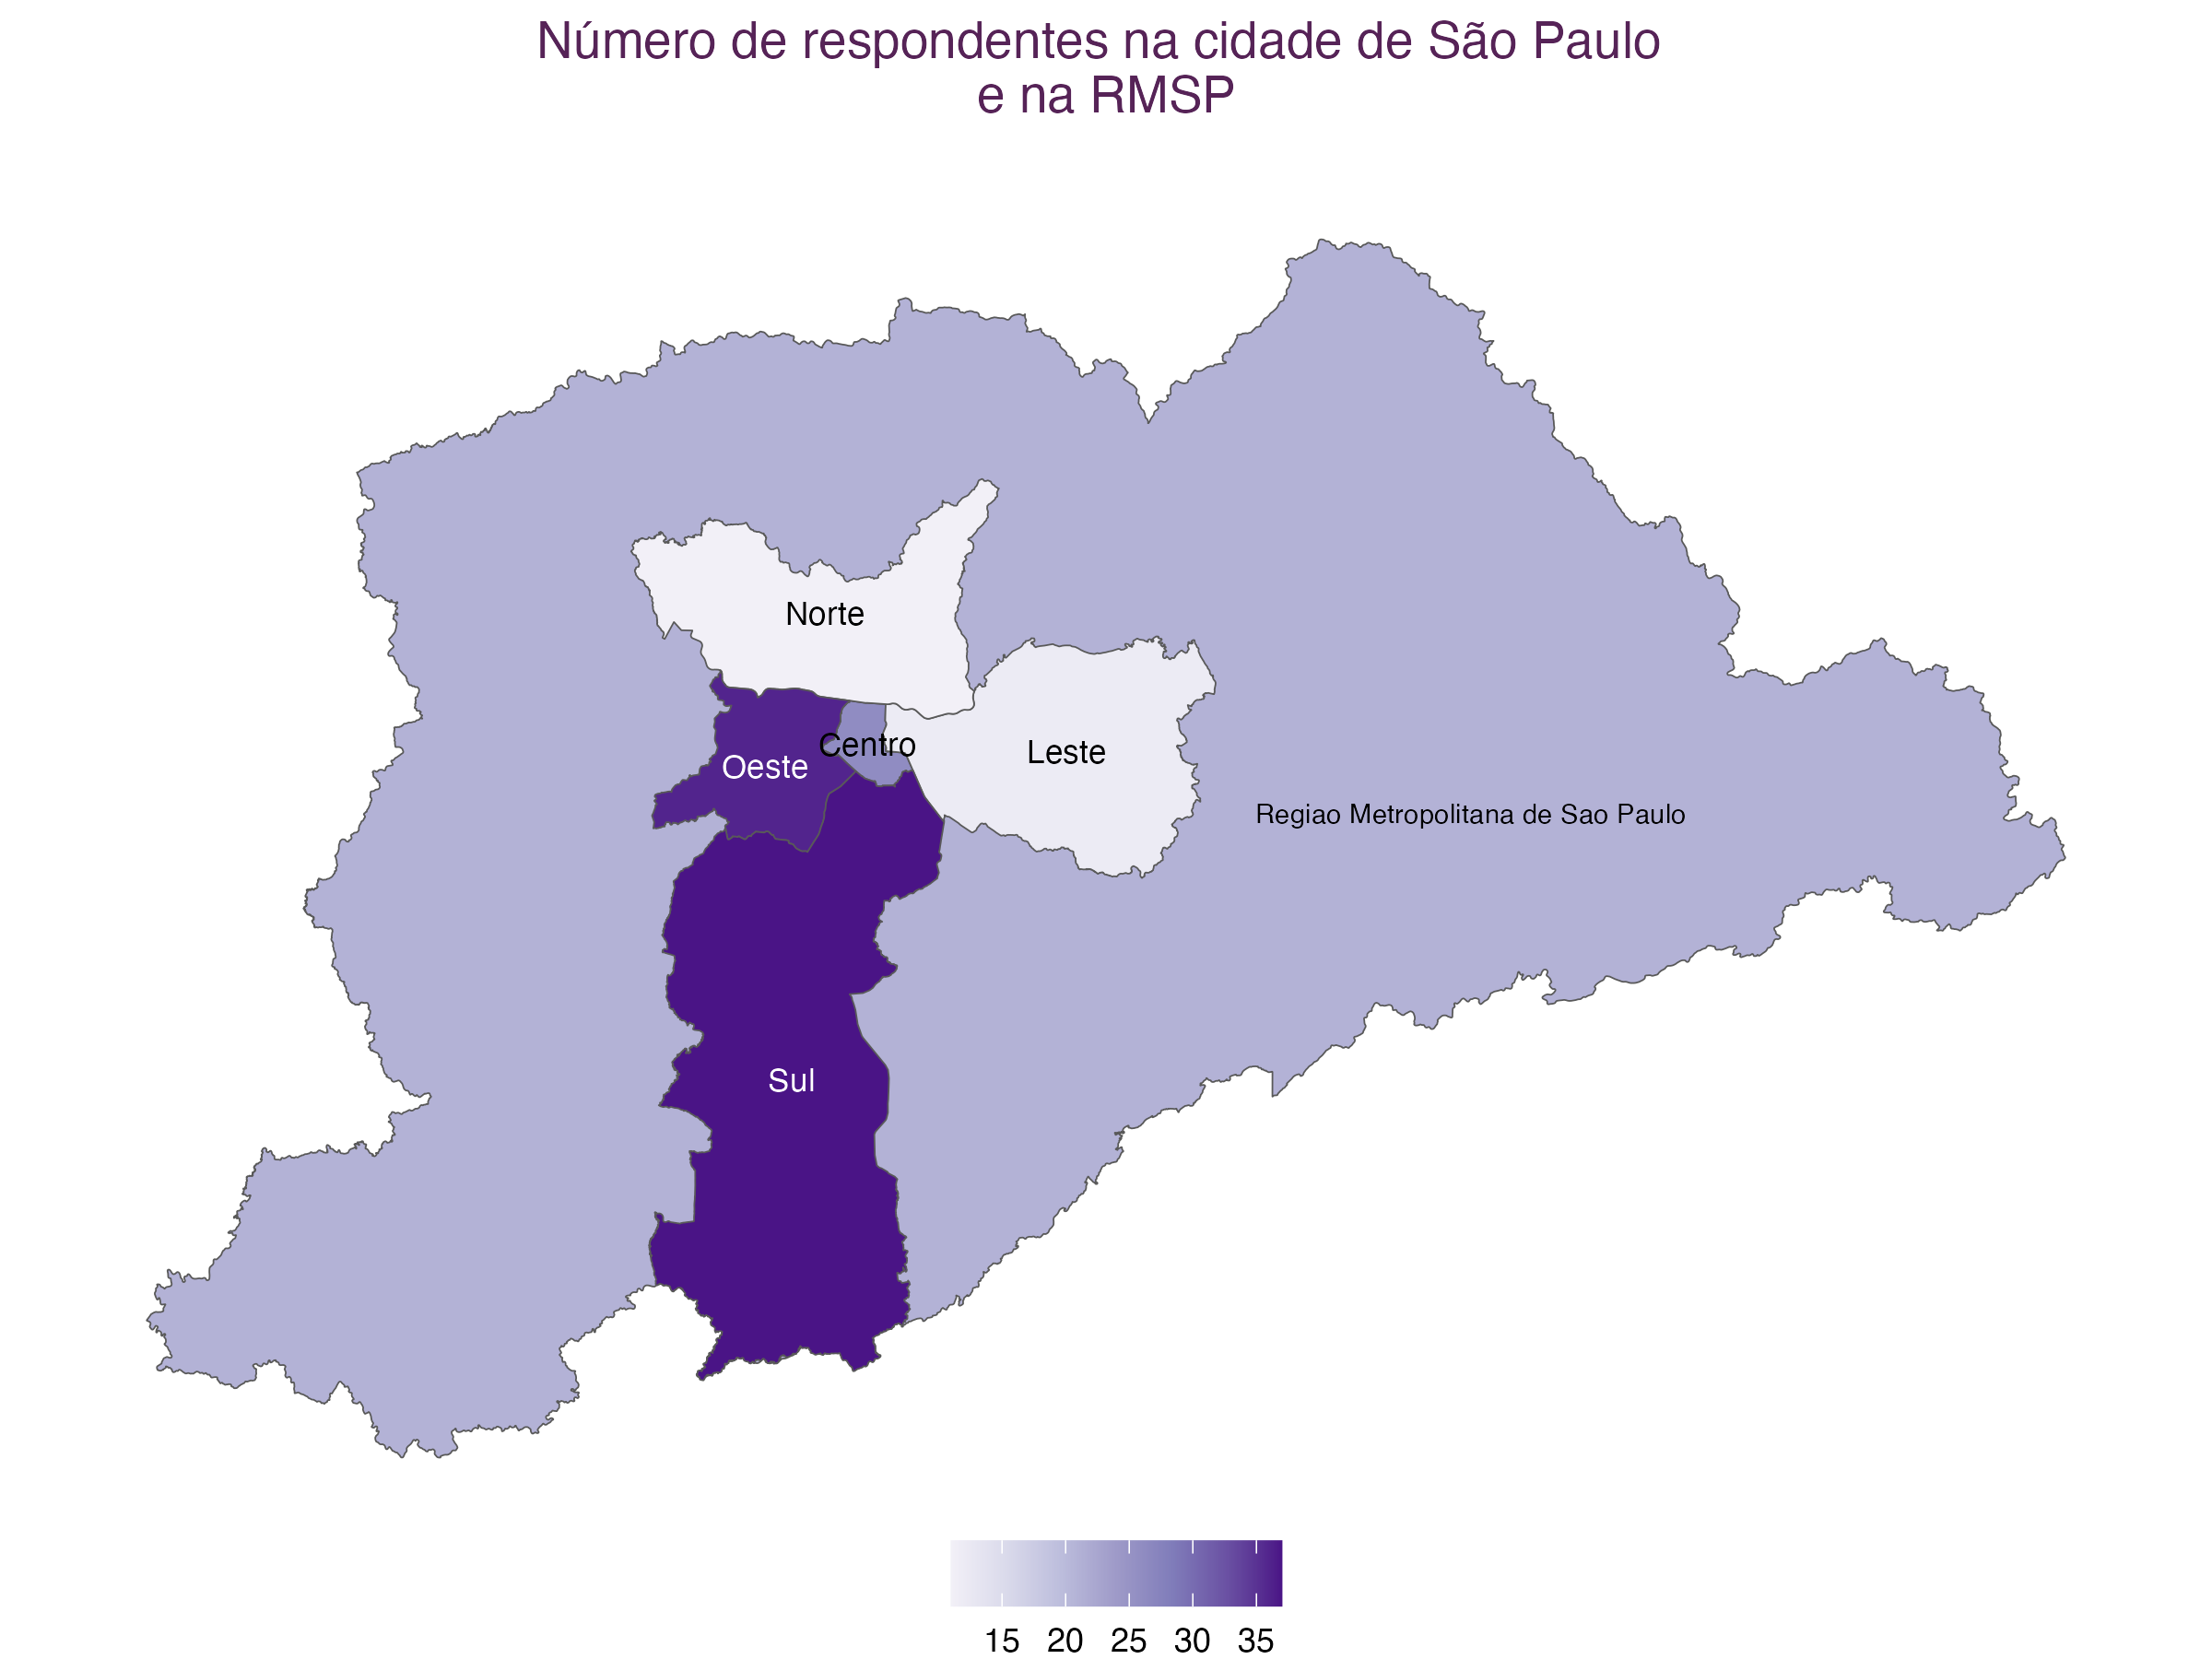 Número de respondentes na cidade de São Paulo
e na RMSP
Norte
Centro
Oeste
Leste
Regiao Metropolitana de Sao Paulo
Sul
15 20 25 30 35